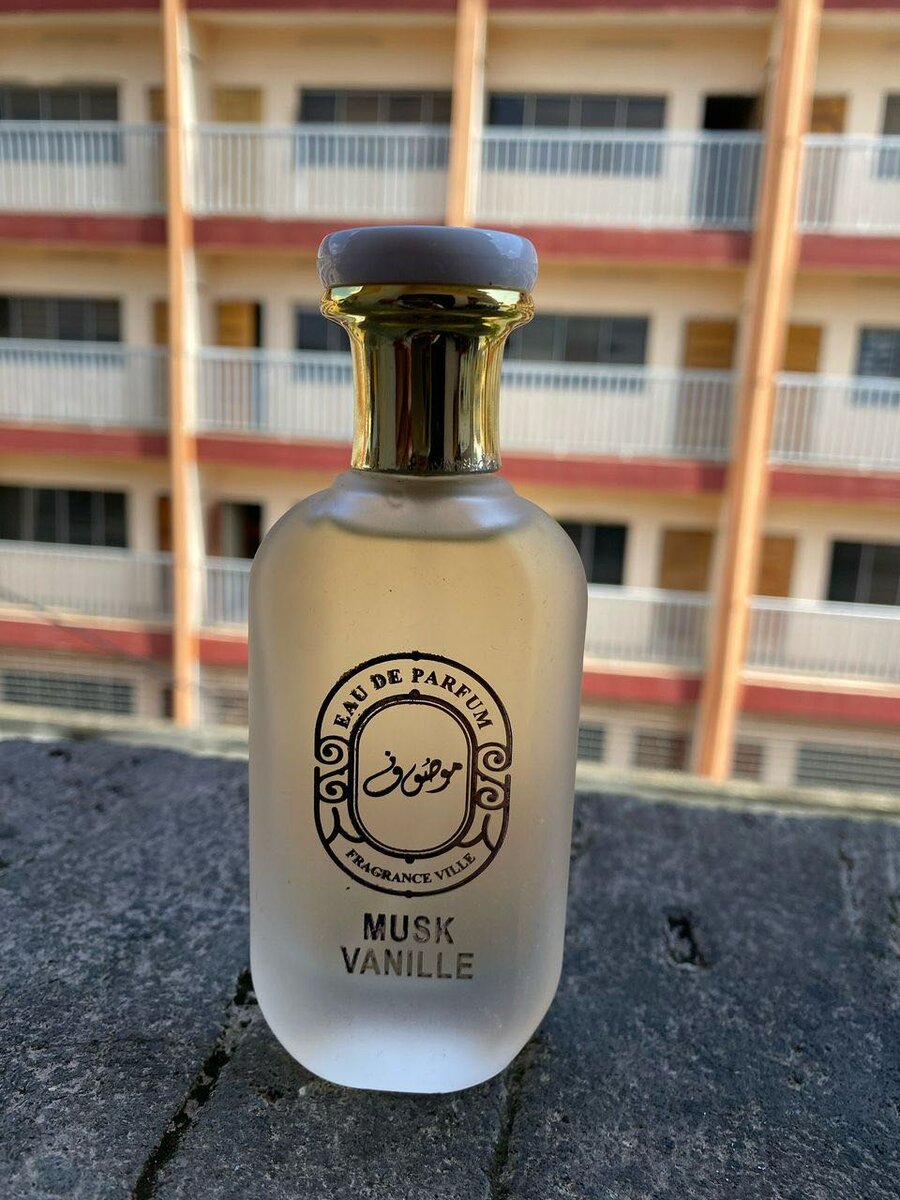 EAU DE PARFUM
موصوف
FRAGRANCE VILLE
MUSK
VANILLE